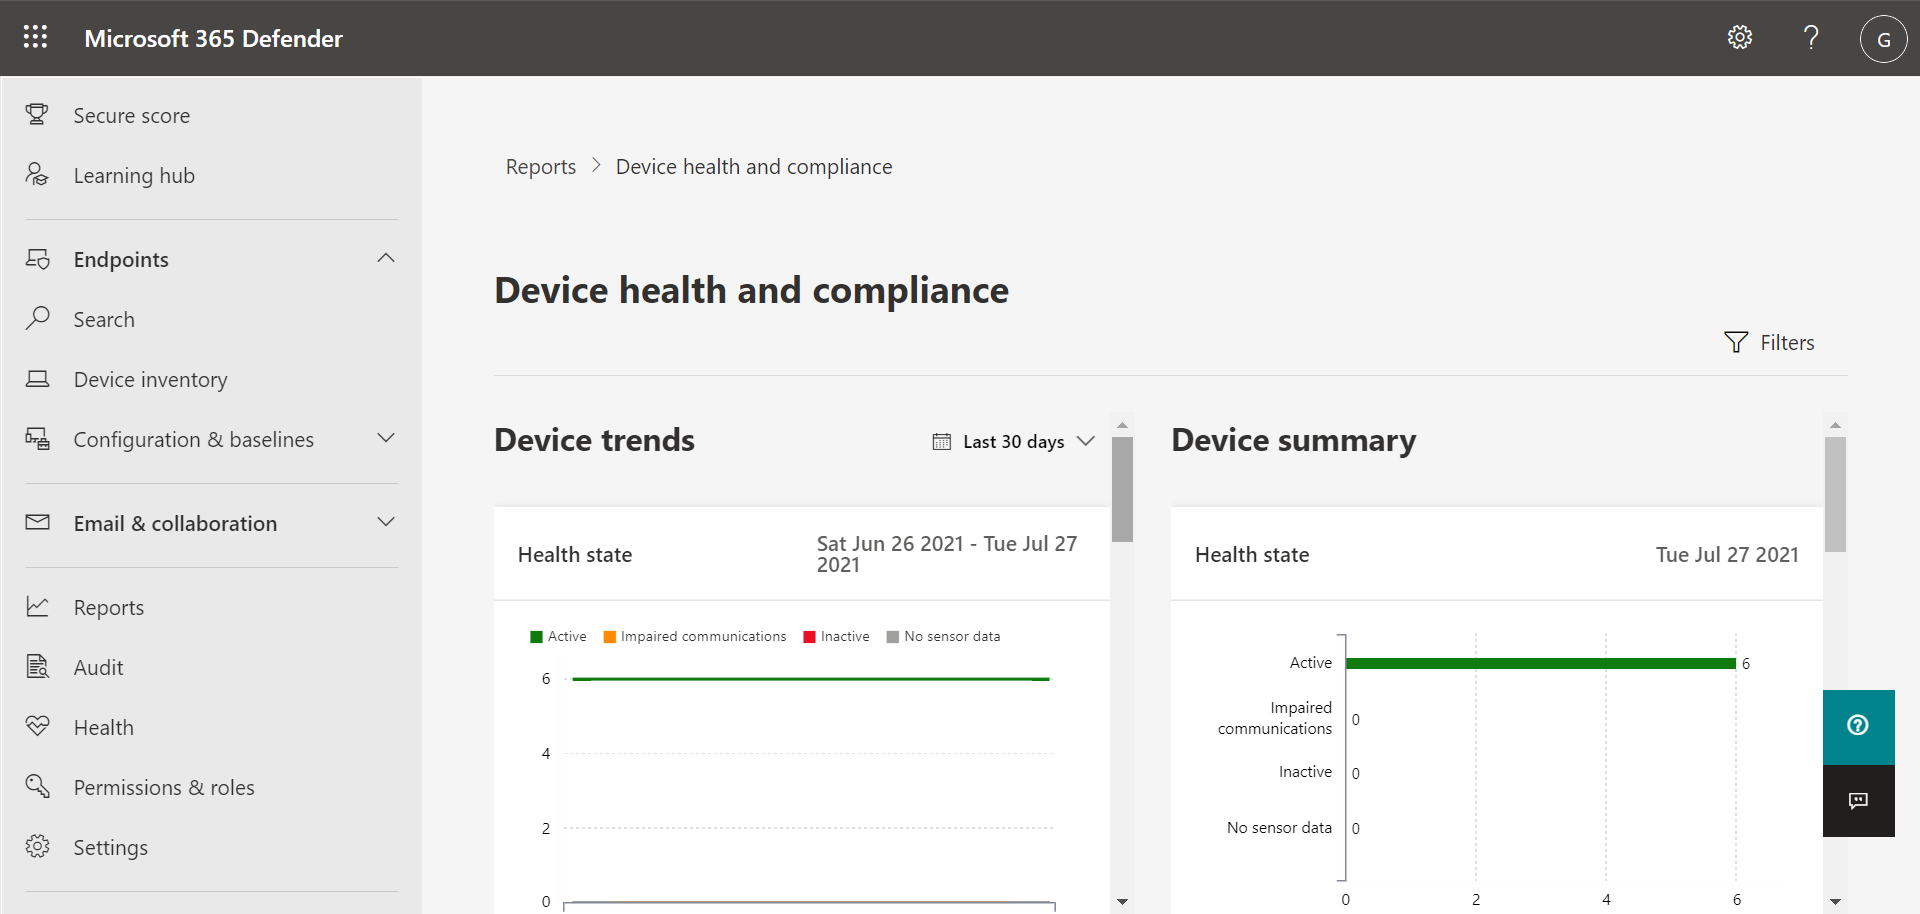 Microsoft 365 Defender
G
Secure score
Learning hub
Endpoints
Search
Device inventory
Configuration & baselines
Email & collaboration
Reports
Audit
Health
Permissions & roles
Settings
Reports
Device health and compliance
Device health and compliance
Filters
Device trends
Last 30 days
Health state
Sat Jun 26 2021 - Tue Jul 27
2021
Active
Impaired communications
Inactive
No sensor data
6
4
2
0
Device summary
Health state
Tue Jul 27 2021
Active
6
Impaired
communications
0
Inactive
0
No sensor data
0
0
2
4
6